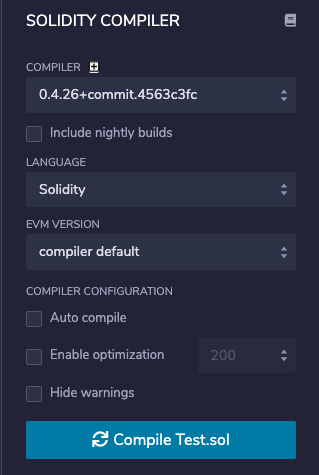 SOLIDITY COMPILER
COMPILER
0.4.26+commit.4563c3fc
Include nightly builds
LANGUAGE
Solidity
EVM VERSION
compiler default
COMPILER CONFIGURATION
Auto compile
Enable optimization 200
Hide warnings
Compile Test.sol